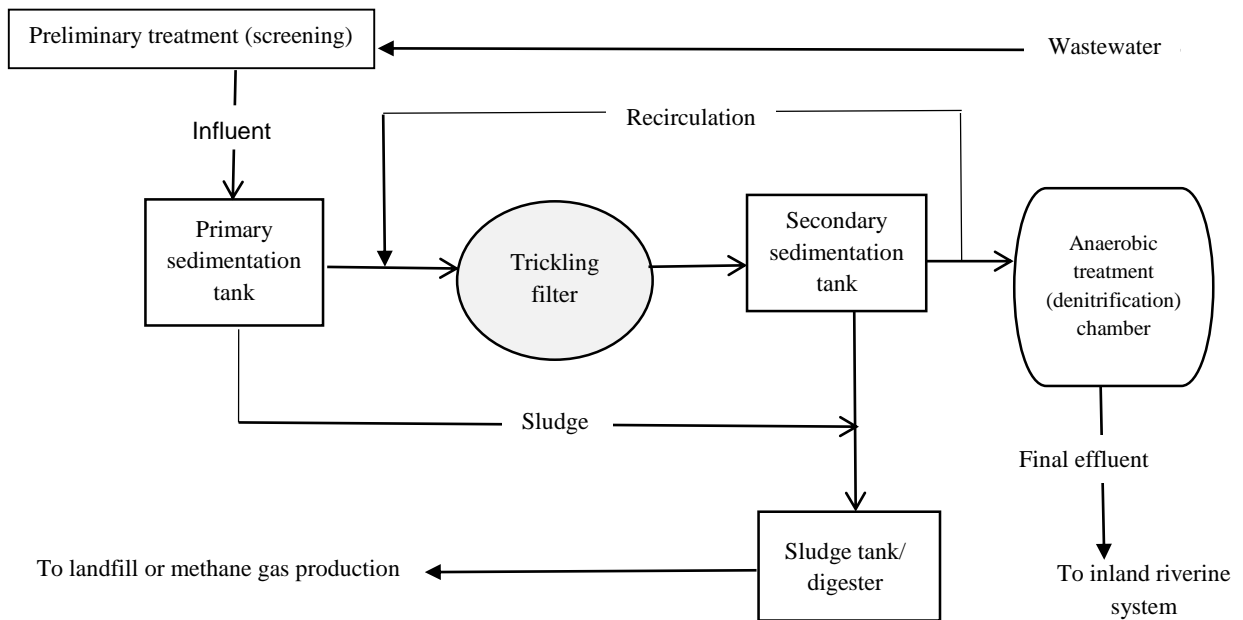 Preliminary treatment (screening)
Wastewater
Influent
Recirculation
Primary
sedimentation
tank
Trickling
filter
Secondary
sedimentation
tank
Anaerobic
treatment
(denitrification)
chamber
Sludge
Final effluent
Sludge tank/
digester
To landfill or methane gas production
To inland riverine
system